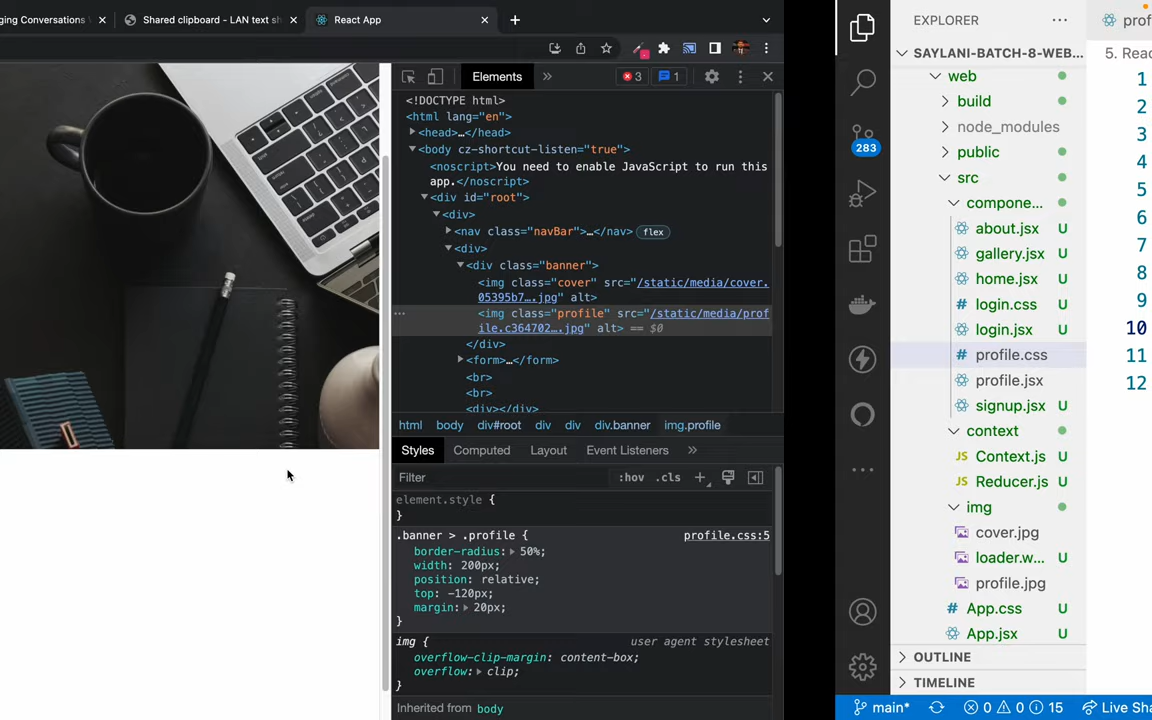 ging Conversations
Shared clipboard - LAN text sh
React App
Elements
3
1
<!DOCTYPE html>
<html lang="en">
<head>…</head>
<body cz-shortcut-listen="true">
<noscript>You need to enable JavaScript to run this
app.</noscript>
<div id="root">
<div>
<nav class="navBar">…</nav> flex
<div>
<div class="banner">
<img class="cover" src="/static/media/cover.
05395b7….jpg" alt>
<img class="profile" src="/static/media/prof
ile.c364702….jpg" alt> == $0
</div>
<form>…</form>
<br>
<br>
<div></div>
html body div#root div div div.banner img.profile
Styles Computed Layout Event Listeners
Filter :hov .cls
element.style {
}
.banner > .profile { profile.css:5
border-radius: 50%;
width: 200px;
position: relative;
top: -120px;
margin: 20px;
}
img { user agent stylesheet
overflow-clip-margin: content-box;
overflow: clip;
}
Inherited from body
EXPLORER
SAYLANI-BATCH-8-WEB...
web
build
node_modules
public
src
compone...
about.jsx U
gallery.jsx U
home.jsx U
login.css U
login.jsx U
profile.css
profile.jsx
signup.jsx U
context
Context.js U
Reducer.js U
img
cover.jpg
loader.w... U
profile.jpg
App.css U
App.jsx U
OUTLINE
TIMELINE
283
prof
5. Reac
1
2
3
4
5
6
7
8
9
10
11
12
main* 0 0 15 Live Sha